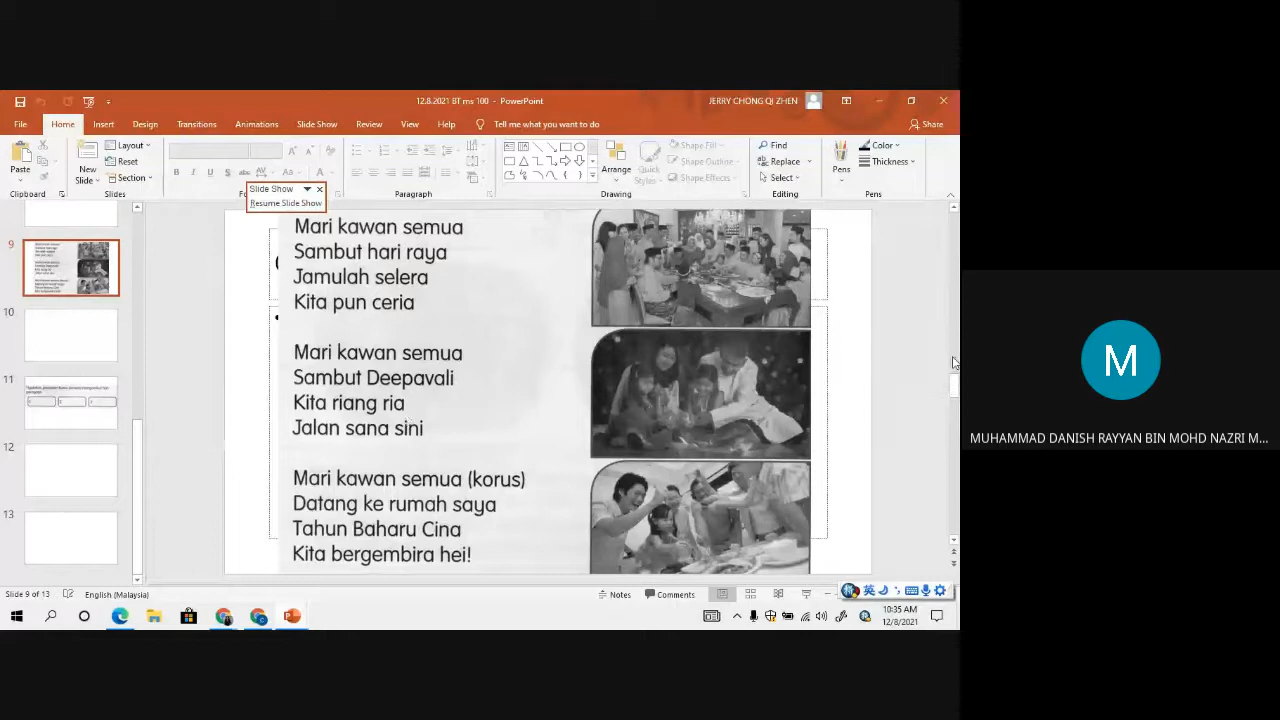 12.8.2021 BT ms 100 - PowerPoint
JERRY CHONG QI ZHEN
File Home Insert Design Transitions Animations Slide Show Review View Help Tell me what you want to do Share
Paste
New Slide
Layout
Reset
Section
Arrange
Quick Styles
Shape Fill
Shape Outline
Shape Effects
Find
Replace
Select
Pens
Color
Thickness
Clipboard Slides Paragraph Drawing Editing Pens
Slide Show
Resume Slide Show
9
10
11
12
13
Mari kawan semua
Sambut hari raya
Jamulah selera
Kita pun ceria
Mari kawan semua
Sambut Deepavali
Kita riang ria
Jalan sana sini
Mari kawan semua (korus)
Datang ke rumah saya
Tahun Baharu Cina
Kita bergembira hei!
M
MUHAMMAD DANISH RAYYAN BIN MOHD NAZRI M...
Slide 9 of 13 English (Malaysia) Notes Comments
英
10:35 AM
12/8/2021